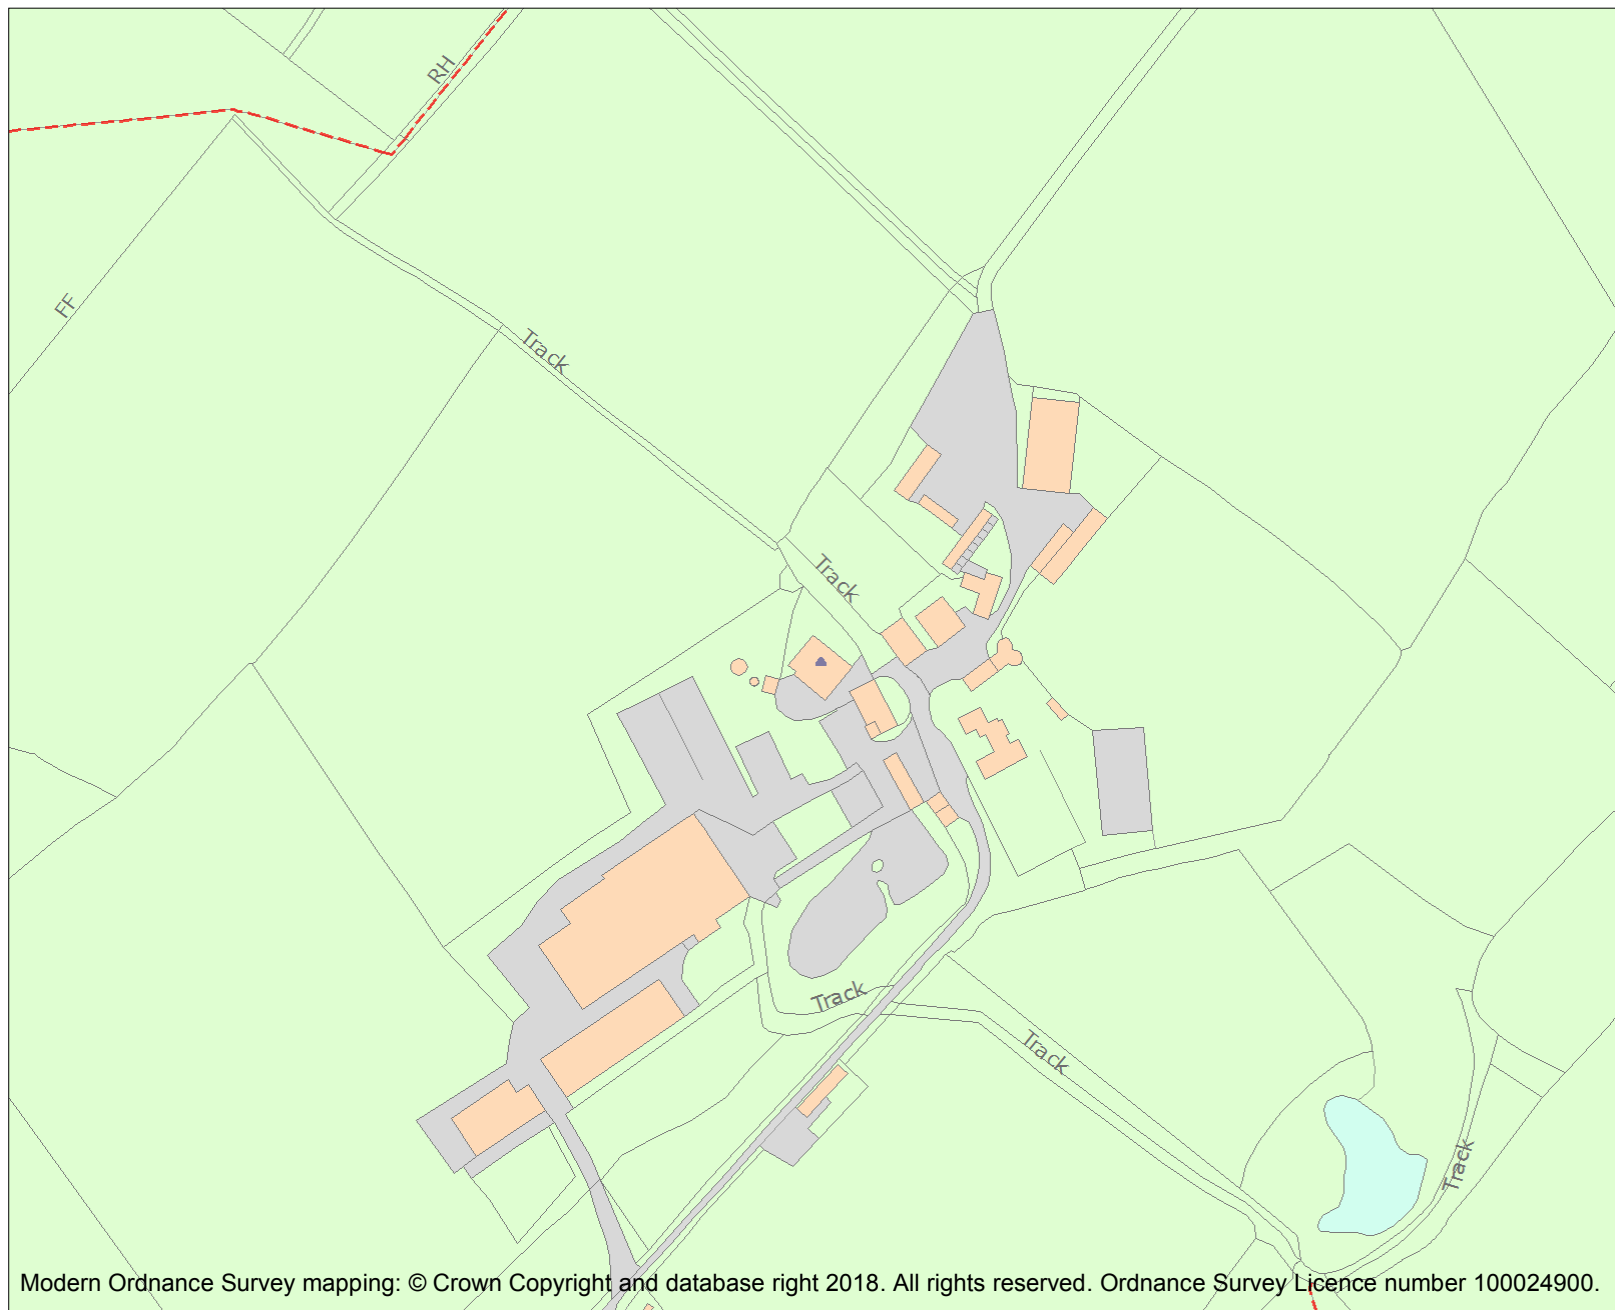 RH
FF
Track
Track
Track
Track
Track
Modern Ordnance Survey mapping: © Crown Copyright and database right 2018. All rights reserved. Ordnance Survey Licence number 100024900.